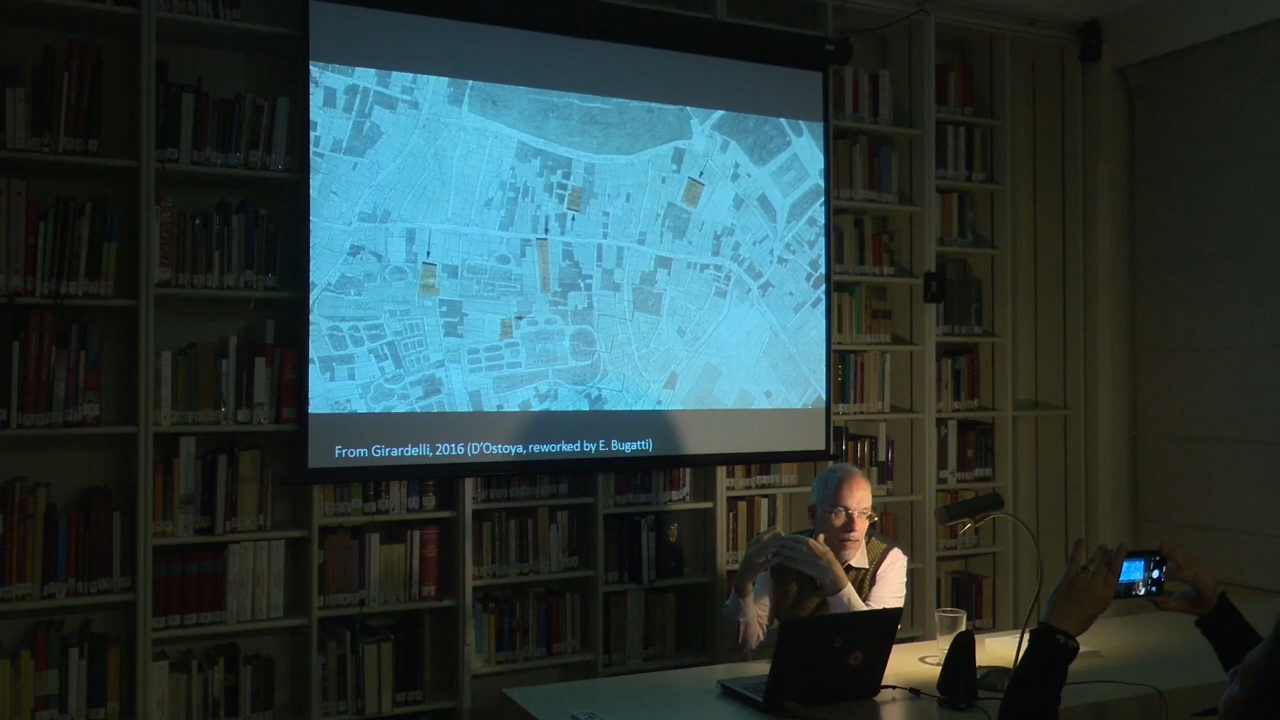 From Girardelli, 2016 (D'Ostoya, reworked by E. Bugatti)